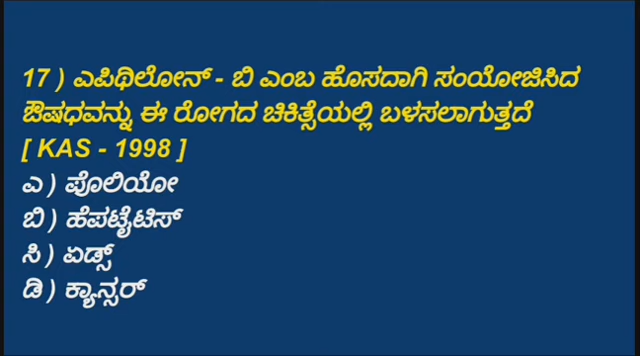 17 ) ಎಪಿಥಿಲೋನ್ - ಬಿ ಎಂಬ ಹೊಸದಾಗಿ ಸಂಯೋಜಿಸಿದ
ಔಷಧವನ್ನು ಈ ರೋಗದ ಚಿಕಿತ್ಸೆಯಲ್ಲಿ ಬಳಸಲಾಗುತ್ತದೆ
[ KAS - 1998 ]
ಎ ) ಪೊಲಿಯೋ
ಬಿ ) ಹೆಪಟೈಟಿಸ್
ಸಿ ) ಏಡ್ಸ್
ಡಿ ) ಕ್ಯಾನ್ಸರ್